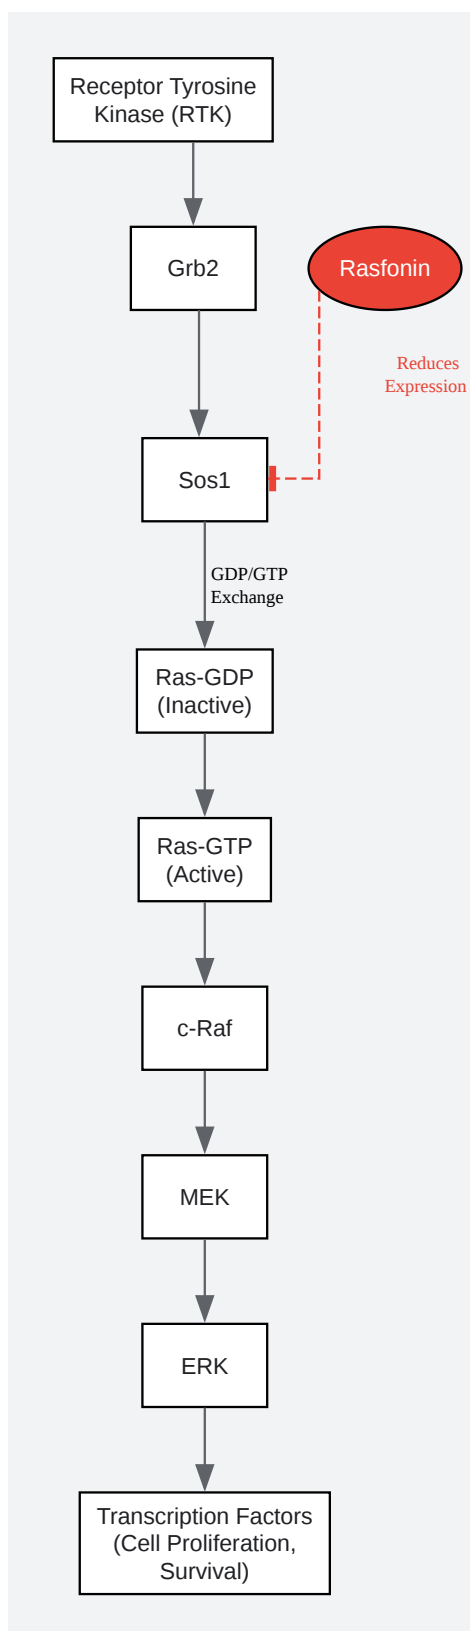 Receptor Tyrosine
Kinase (RTK)
Grb2
Rasfonin
Reduces
Expression
Sos1
GDP/GTP
Exchange
Ras-GDP
(Inactive)
Ras-GTP
(Active)
c-Raf
MEK
ERK
Transcription Factors
(Cell Proliferation,
Survival)